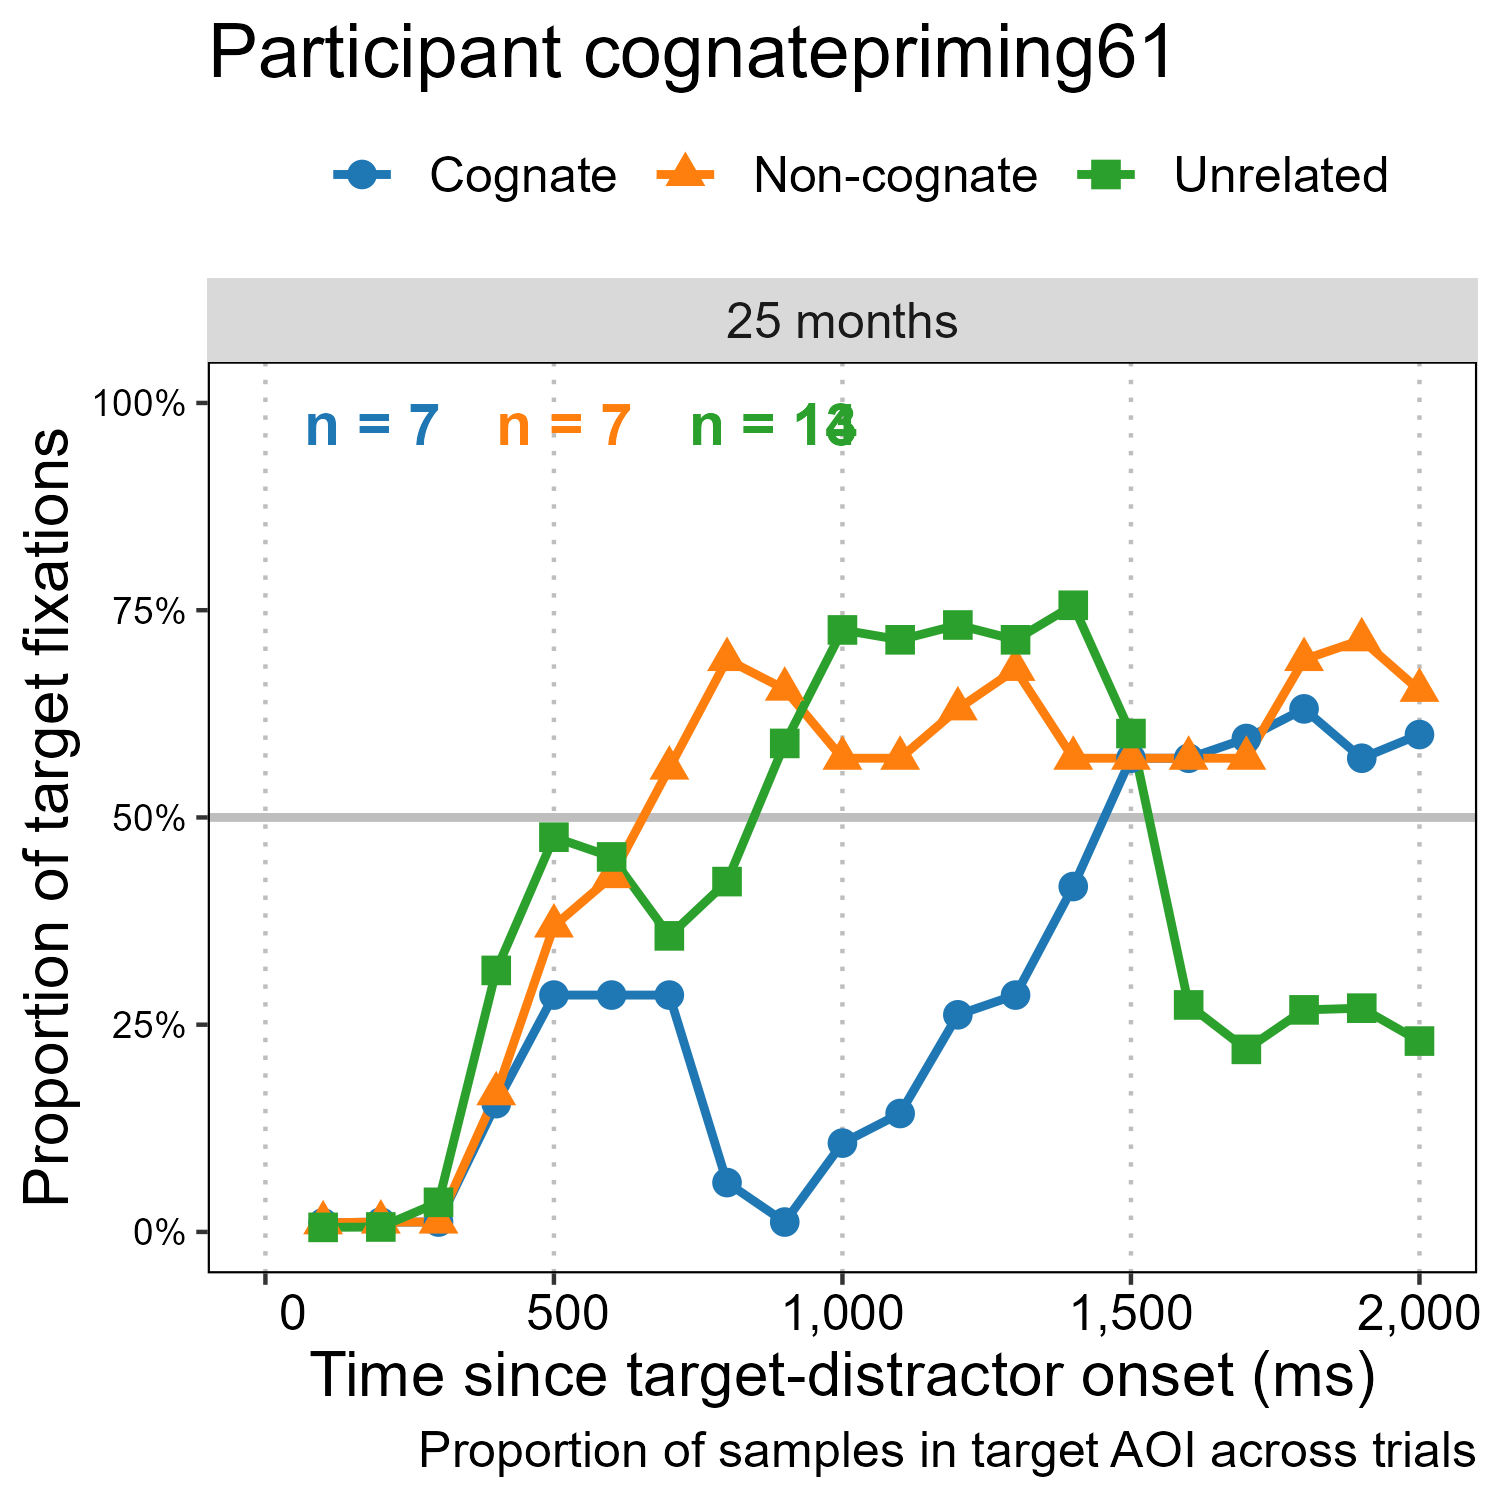 Participant cognatepriming61
Cognate Non-cognate Unrelated
25 months
n = 7 n = 7 n =
100%
75%
50%
25%
0%
Proportion of target fixations
0 500 1,000 1,500 2,000
Time since target-distractor onset (ms)
Proportion of samples in target AOI across trials